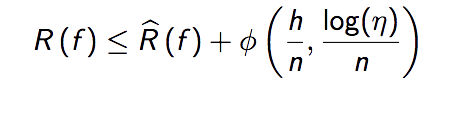 R (f) ≤ R̂ (f) + ϕ ( h/n , log(η)/n )